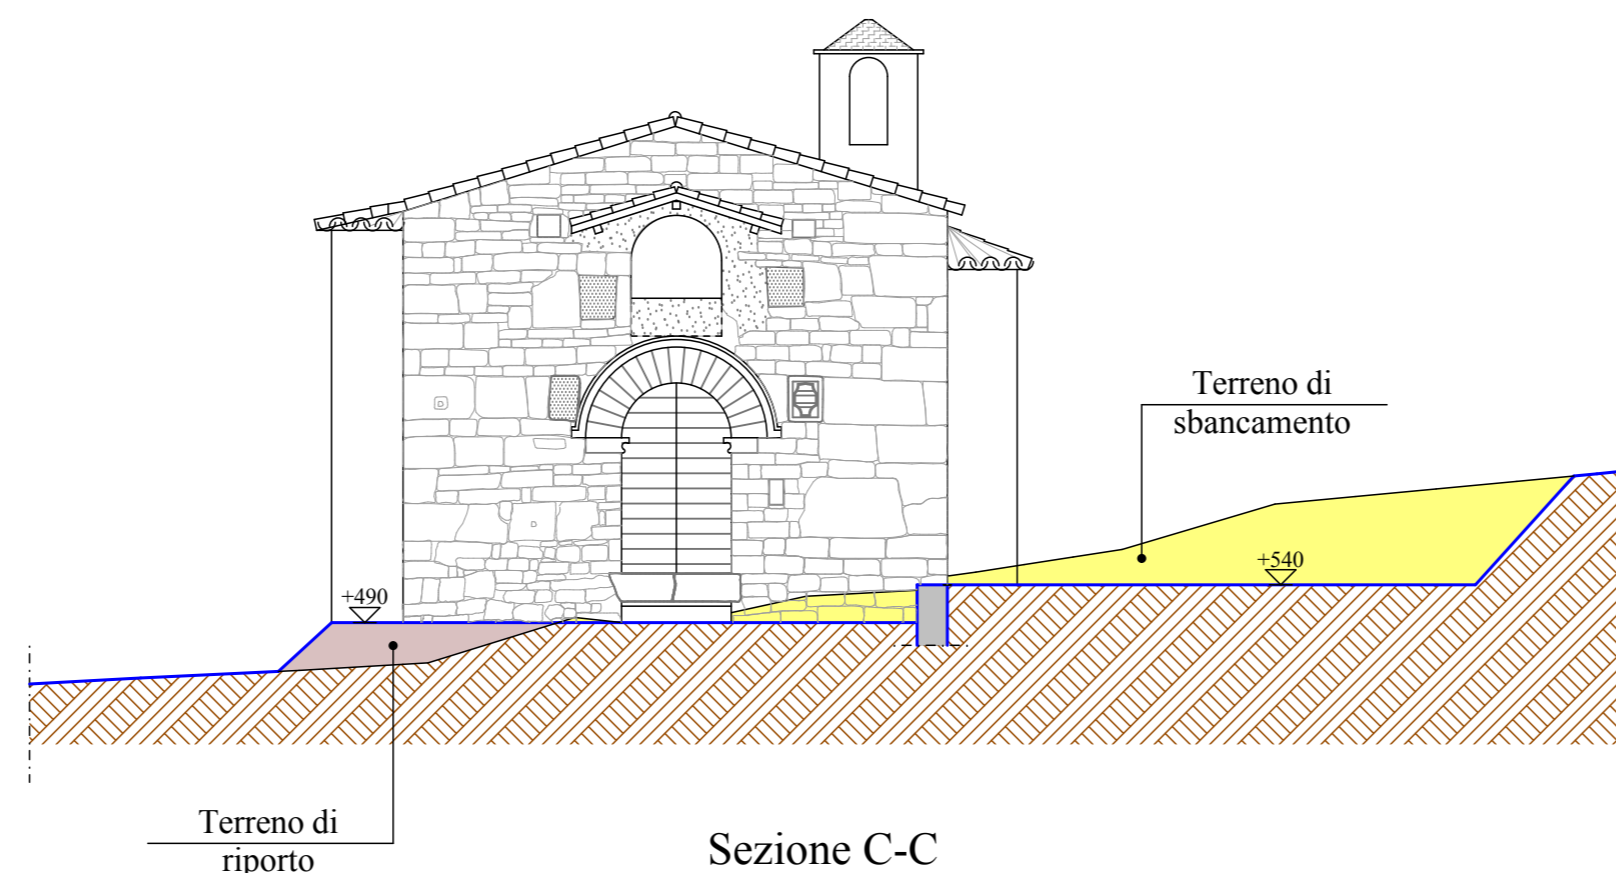 Terreno di
sbancamento
+540
+490
Terreno di
riporto
Sezione C-C